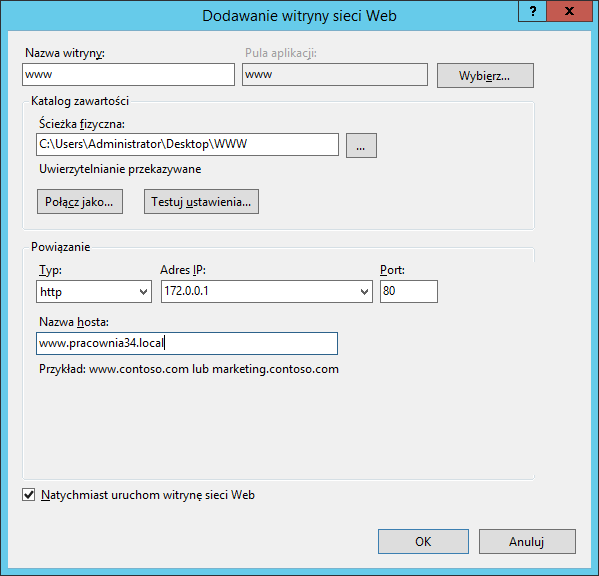 Dodawanie witryny sieci Web
? x
Nazwa witryny: Pula aplikacji:
www www Wybierz...
Katalog zawartości
Ścieżka fizyczna:
C:\Users\Administrator\Desktop\WWW ...
Uwierzytelnianie przekazywane
Połącz jako... Testuj ustawienia...
Powiązanie
Typ: Adres IP: Port:
http 172.0.0.1 80
Nazwa hosta:
www.pracownia34.local
Przykład: www.contoso.com lub marketing.contoso.com
Natychmiast uruchom witrynę sieci Web
OK Anuluj